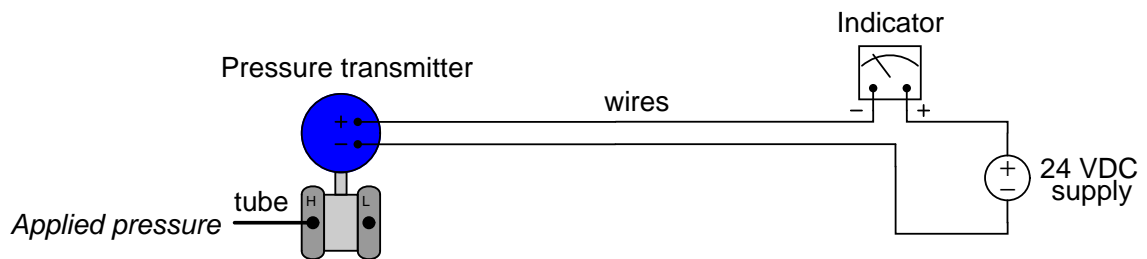 Indicator
Pressure transmitter
wires
− +
+
−
+
−
24 VDC
supply
tube
H L
Applied pressure